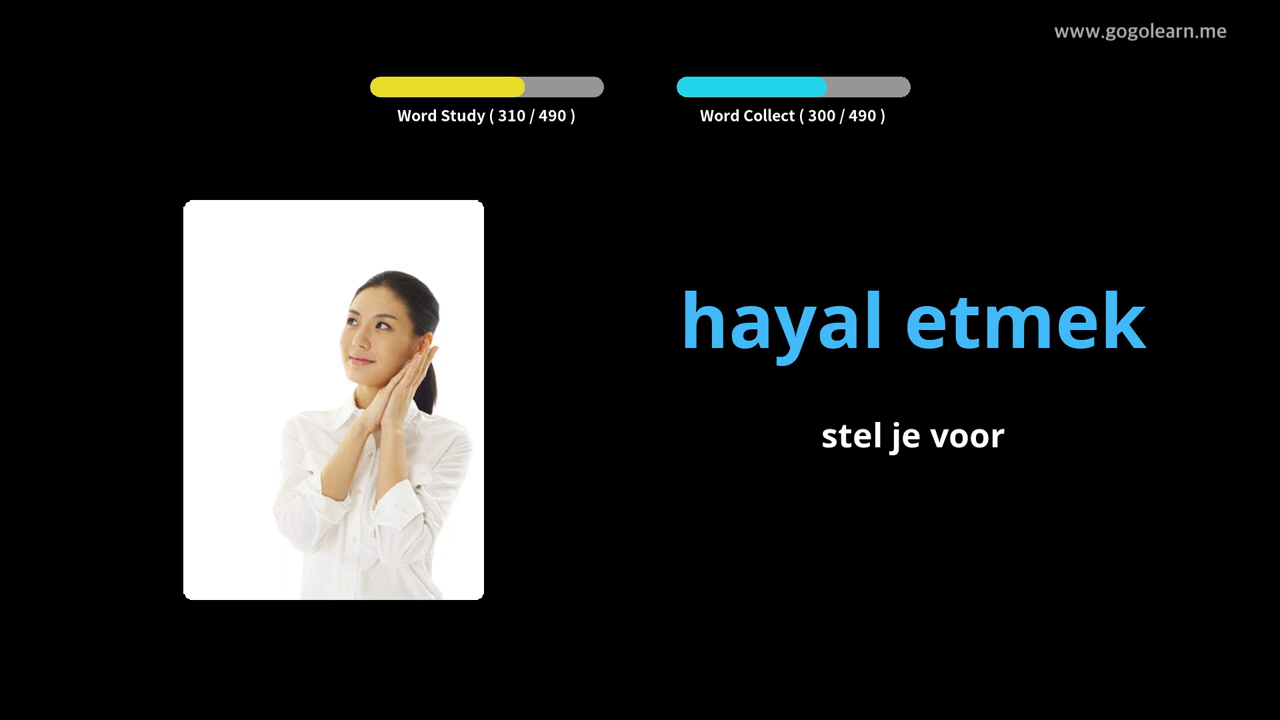 www.gogolearn.me
Word Study ( 310 / 490 )
Word Collect ( 300 / 490 )
hayal etmek
stel je voor